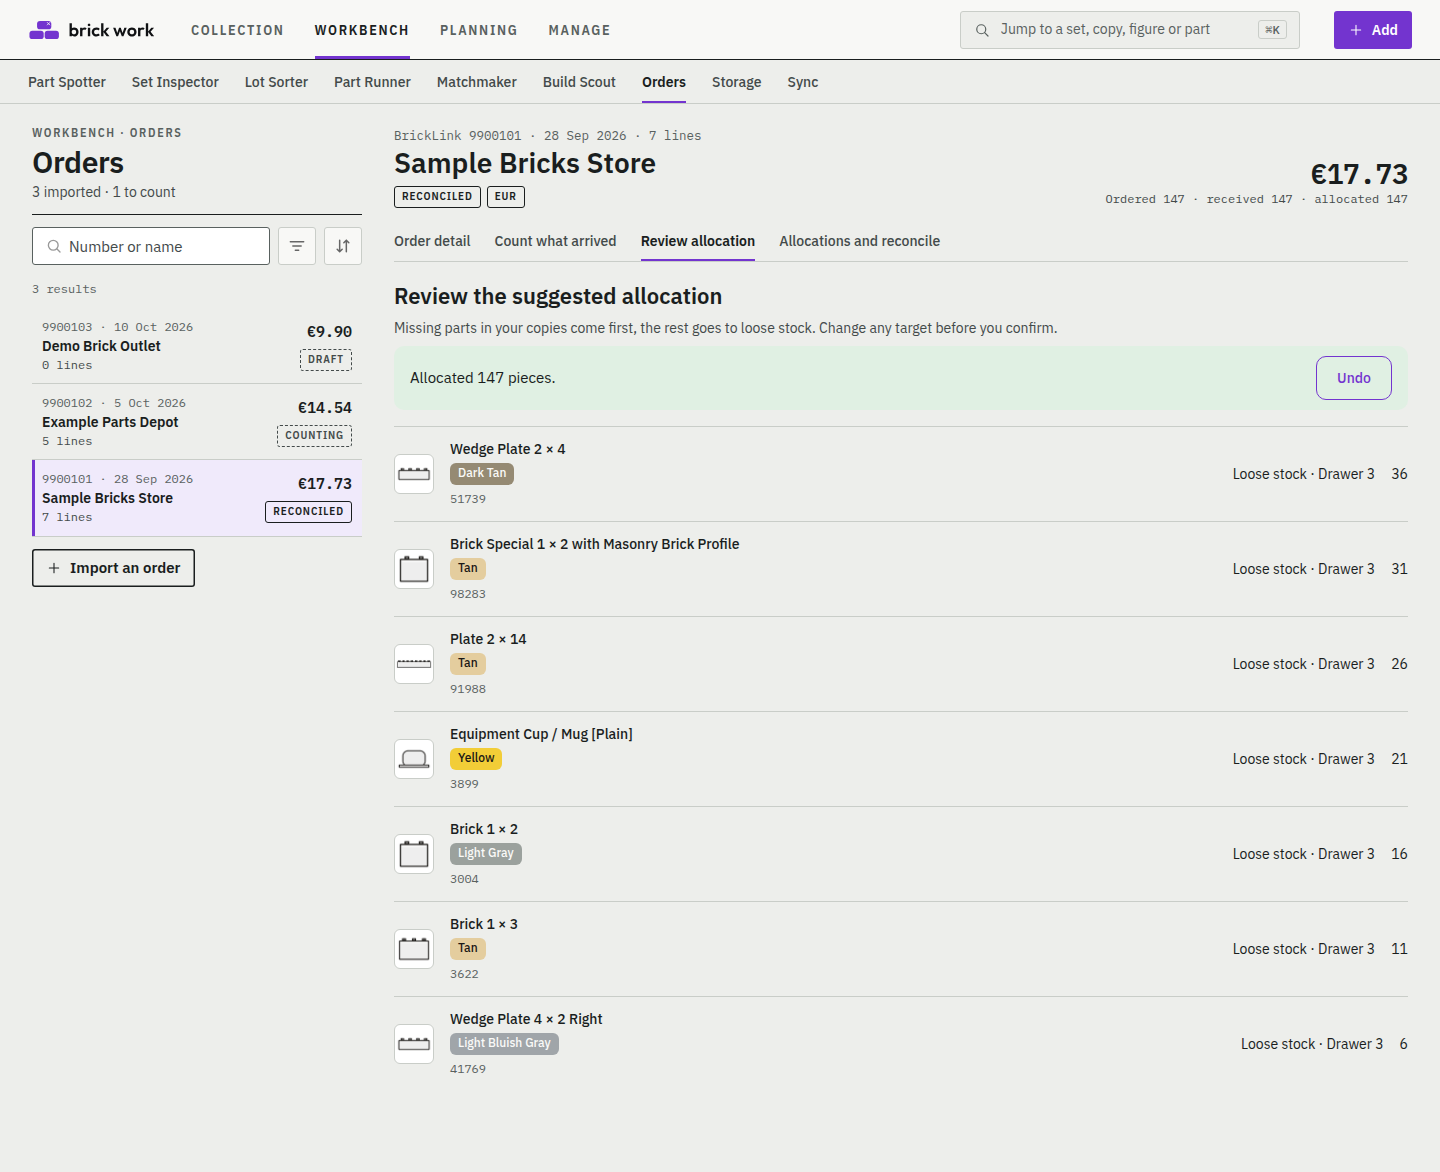 brick work
COLLECTION
WORKBENCH
PLANNING
MANAGE
Jump to a set, copy, figure or part
⌘K
+ Add
Part Spotter
Set Inspector
Lot Sorter
Part Runner
Matchmaker
Build Scout
Orders
Storage
Sync
WORKBENCH · ORDERS
Orders
3 imported · 1 to count
Number or name
3 results
9900103 · 10 Oct 2026
Demo Brick Outlet
0 lines
€9.90
DRAFT
9900102 · 5 Oct 2026
Example Parts Depot
5 lines
€14.54
COUNTING
9900101 · 28 Sep 2026
Sample Bricks Store
7 lines
€17.73
RECONCILED
+ Import an order
BrickLink 9900101 · 28 Sep 2026 · 7 lines
Sample Bricks Store
RECONCILED
EUR
€17.73
Ordered 147 · received 147 · allocated 147
Order detail
Count what arrived
Review allocation
Allocations and reconcile
Review the suggested allocation
Missing parts in your copies come first, the rest goes to loose stock. Change any target before you confirm.
Allocated 147 pieces.
Undo
Wedge Plate 2 × 4
Dark Tan
51739
Loose stock · Drawer 3 36
Brick Special 1 × 2 with Masonry Brick Profile
Tan
98283
Loose stock · Drawer 3 31
Plate 2 × 14
Tan
91988
Loose stock · Drawer 3 26
Equipment Cup / Mug [Plain]
Yellow
3899
Loose stock · Drawer 3 21
Brick 1 × 2
Light Gray
3004
Loose stock · Drawer 3 16
Brick 1 × 3
Tan
3622
Loose stock · Drawer 3 11
Wedge Plate 4 × 2 Right
Light Bluish Gray
41769
Loose stock · Drawer 3 6